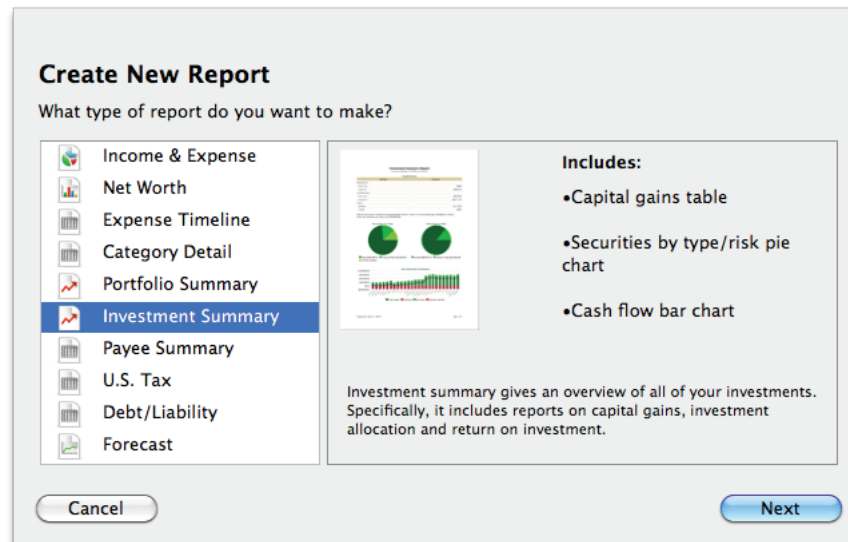 Create New Report
What type of report do you want to make?
Income & Expense
Net Worth
Expense Timeline
Category Detail
Portfolio Summary
Investment Summary
Payee Summary
U.S. Tax
Debt/Liability
Forecast
Includes:
•Capital gains table
•Securities by type/risk pie
chart
•Cash flow bar chart
Investment summary gives an overview of all of your investments.
Specifically, it includes reports on capital gains, investment
allocation and return on investment.
Cancel
Next